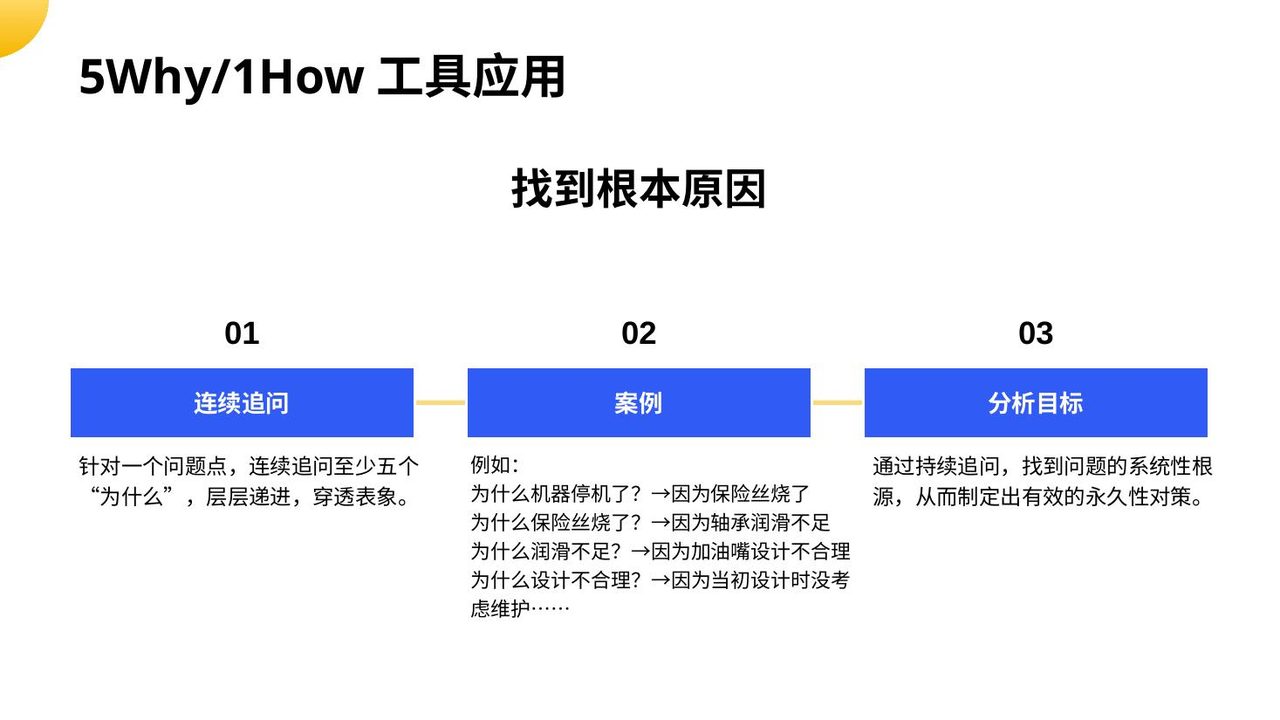 5Why/1How 工具应用
找到根本原因
01
连续追问
针对一个问题点，连续追问至少五个
“为什么”，层层递进，穿透表象。
02
案例
例如：
为什么机器停机了？→因为保险丝烧了
为什么保险丝烧了？→因为轴承润滑不足
为什么润滑不足？→因为加油嘴设计不合理
为什么设计不合理？→因为当初设计时没考
虑维护……
03
分析目标
通过持续追问，找到问题的系统性根
源，从而制定出有效的永久性对策。